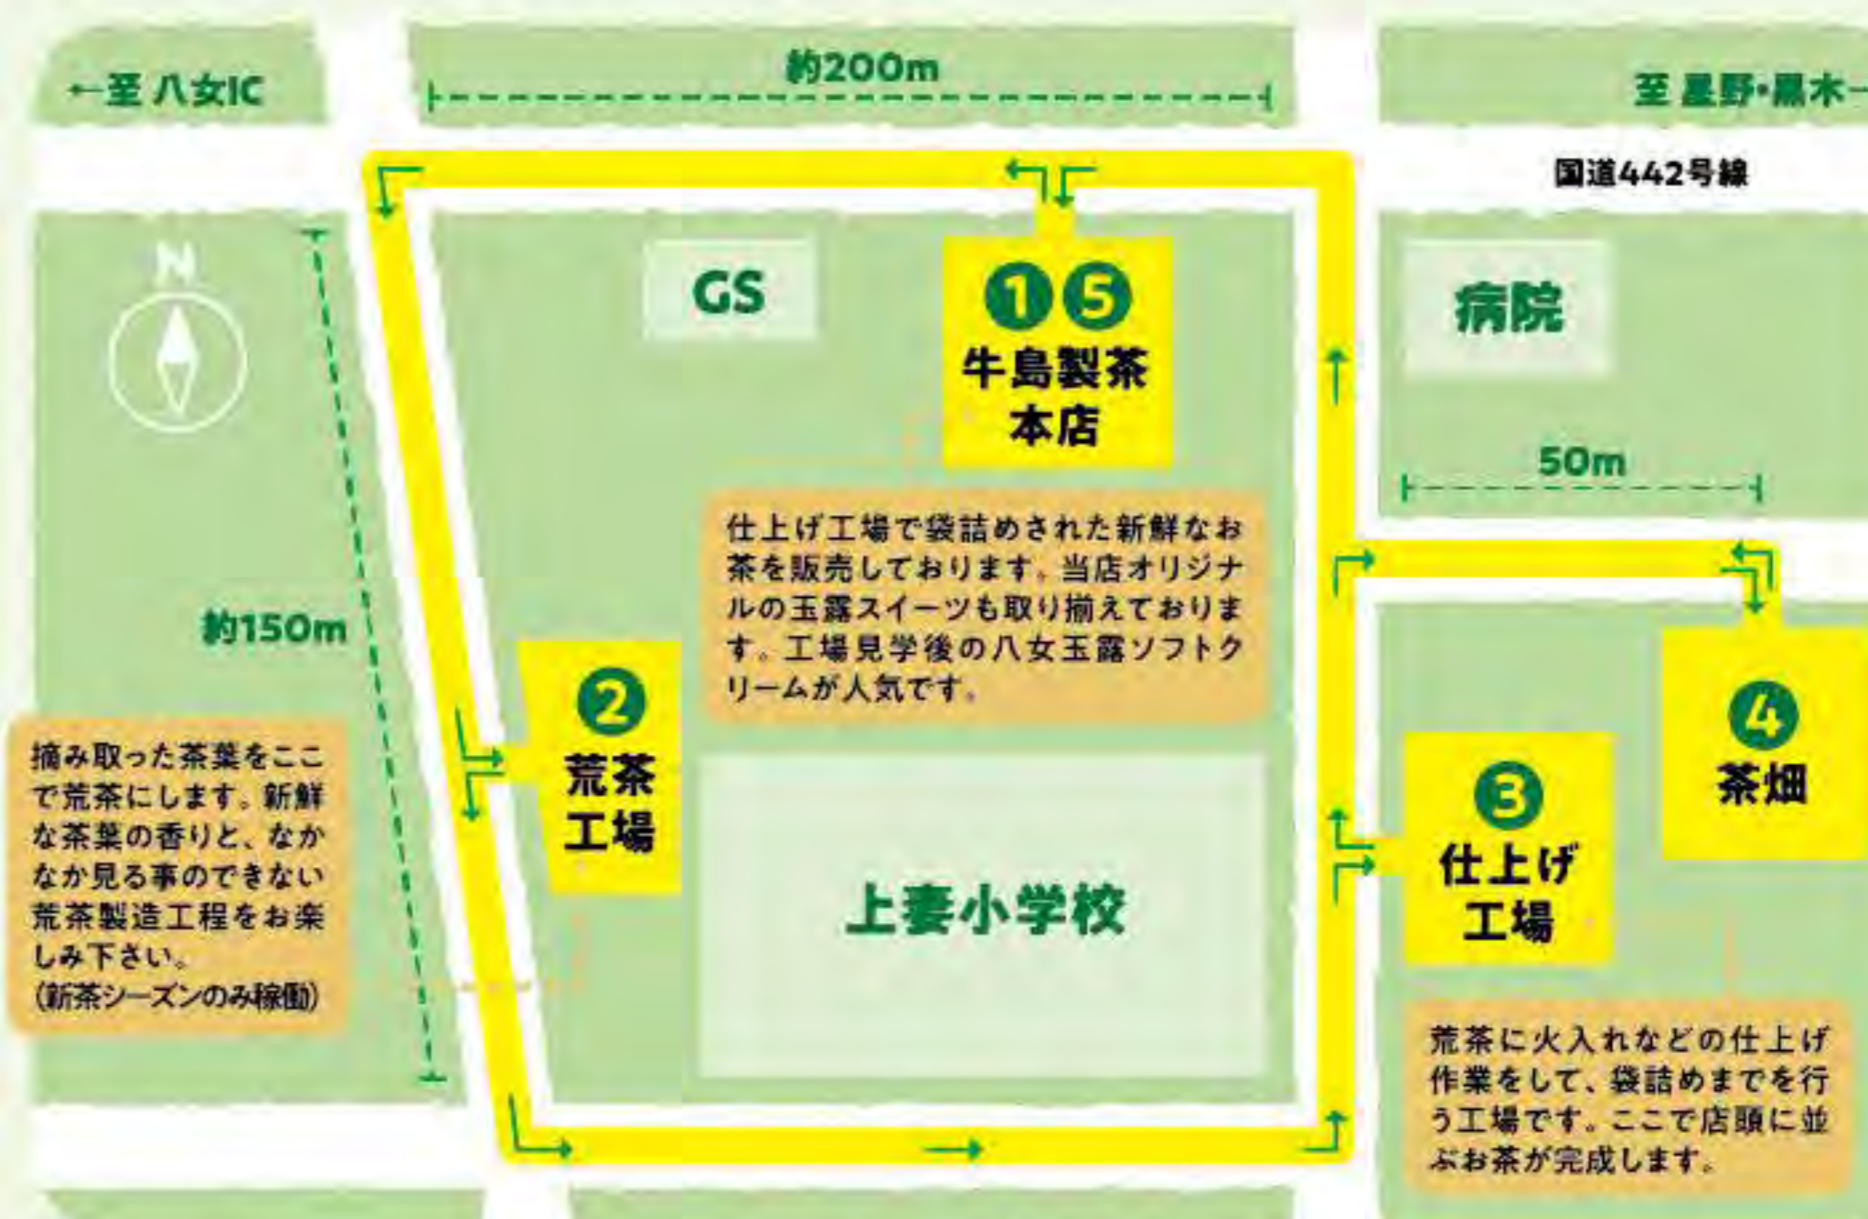 ←至 八女IC
約200m
至 星野・黒木→
国道442号線
N
GS
1 5
牛島製茶
本店
病院
50m
仕上げ工場で袋詰めされた新鮮なお
茶を販売しております。当店オリジナ
ルの玉露スイーツも取り揃えておりま
す。工場見学後の八女玉露ソフトク
リームが人気です。
約150m
2
荒茶
工場
4
茶畑
3
仕上げ
工場
摘み取った茶葉をここ
で荒茶にします。新鮮
な茶葉の香りと、なか
なか見る事のできない
荒茶製造工程をお楽
しみ下さい。
(新茶シーズンのみ稼働)
上妻小学校
荒茶に火入れなどの仕上げ
作業をして、袋詰めまでを行
う工場です。ここで店頭に並
ぶお茶が完成します。